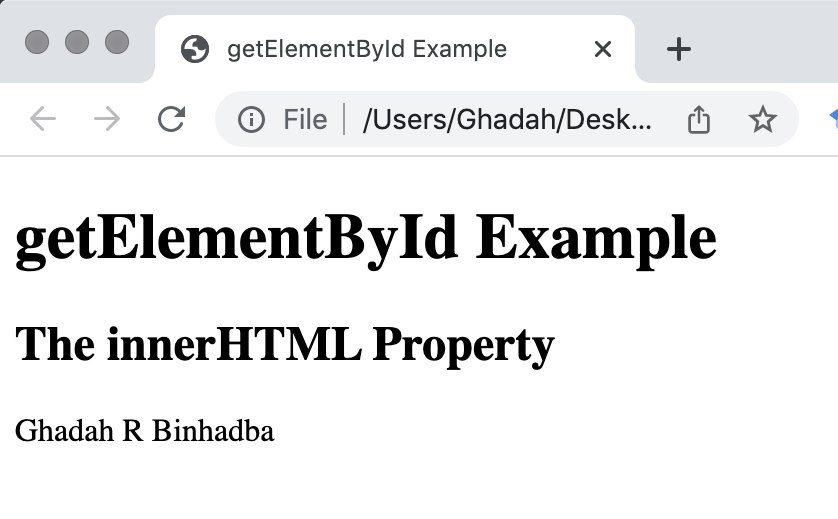 getElementById Example
File /Users/Ghadah/Desk...
getElementById Example
The innerHTML Property
Ghadah R Binhadba